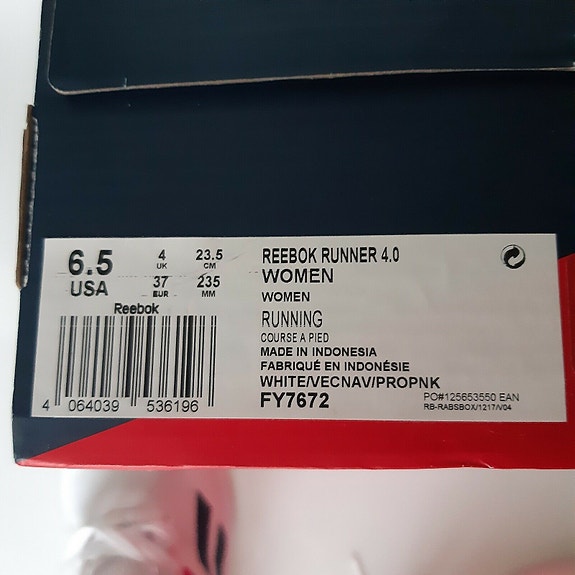 6.5 4 23.5
UK CM
USA 37 235
EUR MM
Reebok
4 064039 536196
REEBOK RUNNER 4.0
WOMEN
WOMEN
RUNNING
COURSE A PIED
MADE IN INDONESIA
FABRIQUÉ EN INDONÉSIE
WHITE/VECNAV/PROPNK
FY7672
PO#125653550 EAN
RB-RABSBOX/1217/V04